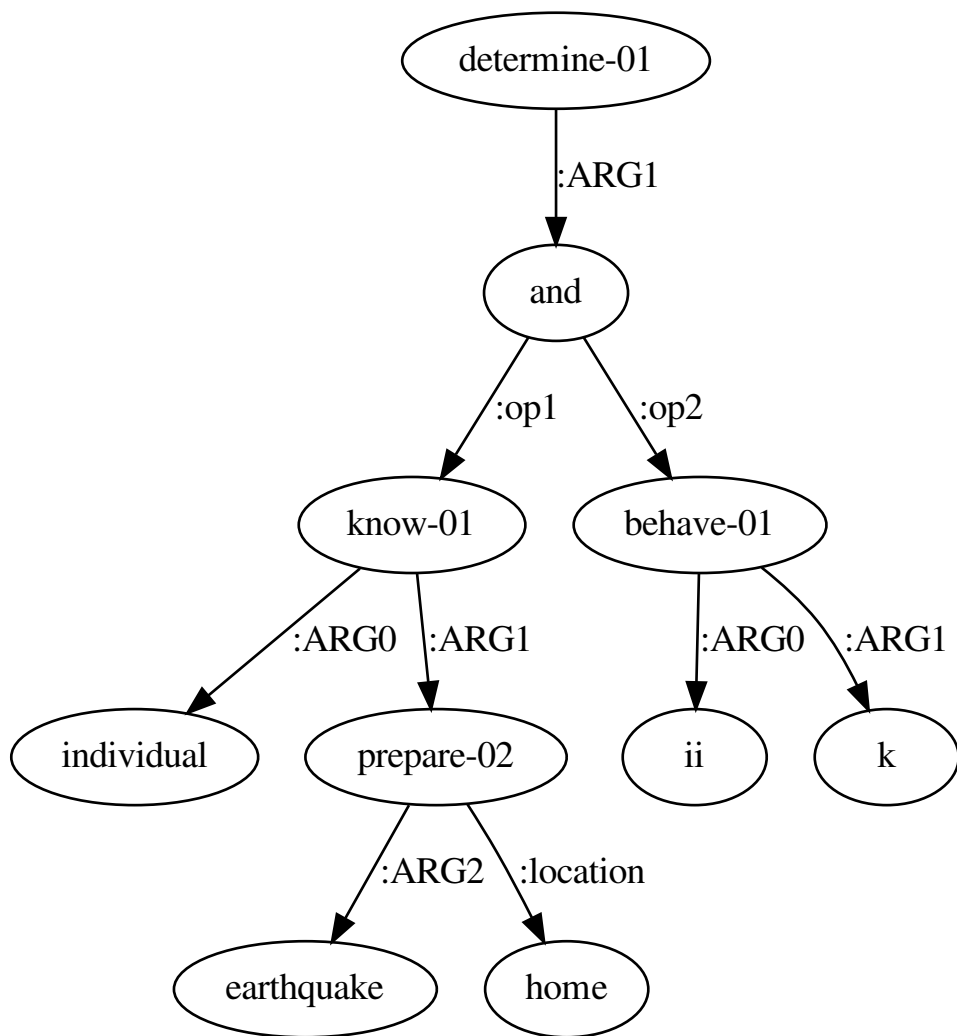 determine-01
:ARG1
and
:op1 :op2
know-01 behave-01
:ARG0 :ARG1 :ARG0 :ARG1
individual prepare-02 ii k
:ARG2 :location
earthquake home